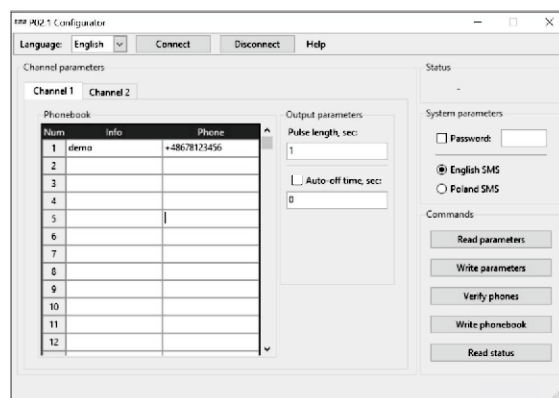 ### P02.1 Configurator
Language: English Connect Disconnect Help
Channel parameters
Channel 1 Channel 2
Phonebook
Num Info Phone
1 demo +48678123456
2
3
4
5
6
7
8
9
10
11
12
Output parameters
Pulse length, sec:
1
Auto-off time, sec:
0
Status
-
System parameters
Password:
English SMS
Poland SMS
Commands
Read parameters
Write parameters
Verify phones
Write phonebook
Read status